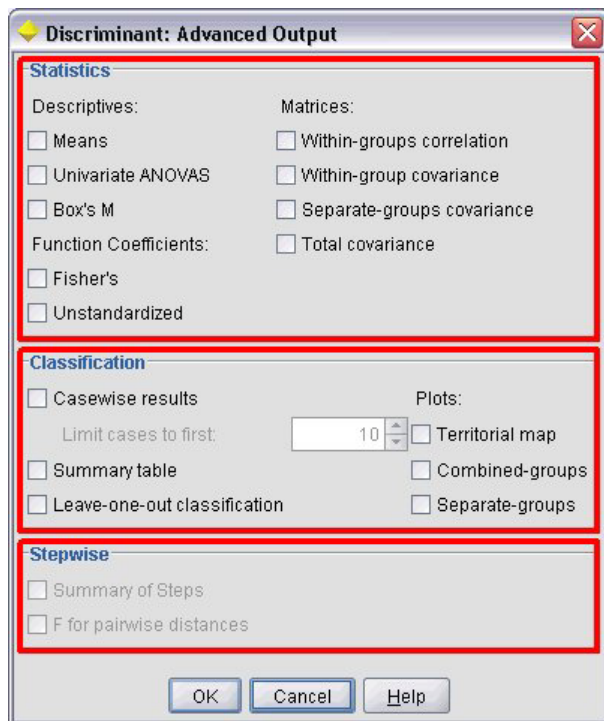 Discriminant: Advanced Output
Statistics
Descriptives:
Means
Univariate ANOVAS
Box's M
Function Coefficients:
Fisher's
Unstandardized
Matrices:
Within-groups correlation
Within-group covariance
Separate-groups covariance
Total covariance
Classification
Casewise results
Limit cases to first: 10
Summary table
Leave-one-out classification
Plots:
Territorial map
Combined-groups
Separate-groups
Stepwise
Summary of Steps
F for pairwise distances
OK Cancel Help